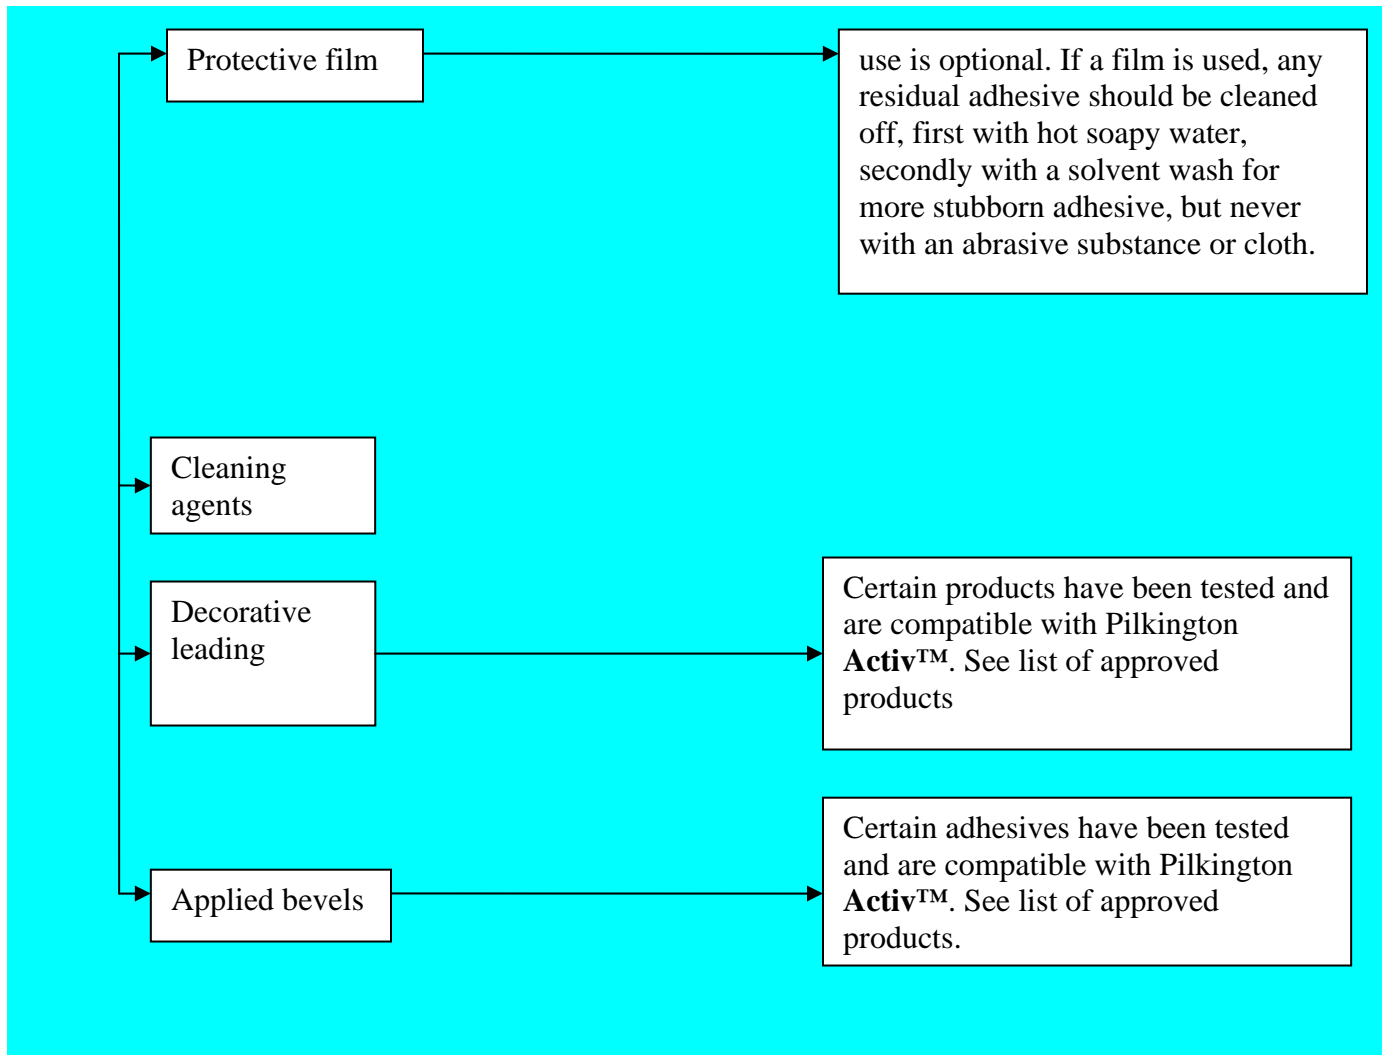 Protective film
use is optional. If a film is used, any
residual adhesive should be cleaned
off, first with hot soapy water,
secondly with a solvent wash for
more stubborn adhesive, but never
with an abrasive substance or cloth.
Cleaning
agents
Decorative
leading
Certain products have been tested and
are compatible with Pilkington
Activ™. See list of approved
products
Applied bevels
Certain adhesives have been tested
and are compatible with Pilkington
Activ™. See list of approved
products.